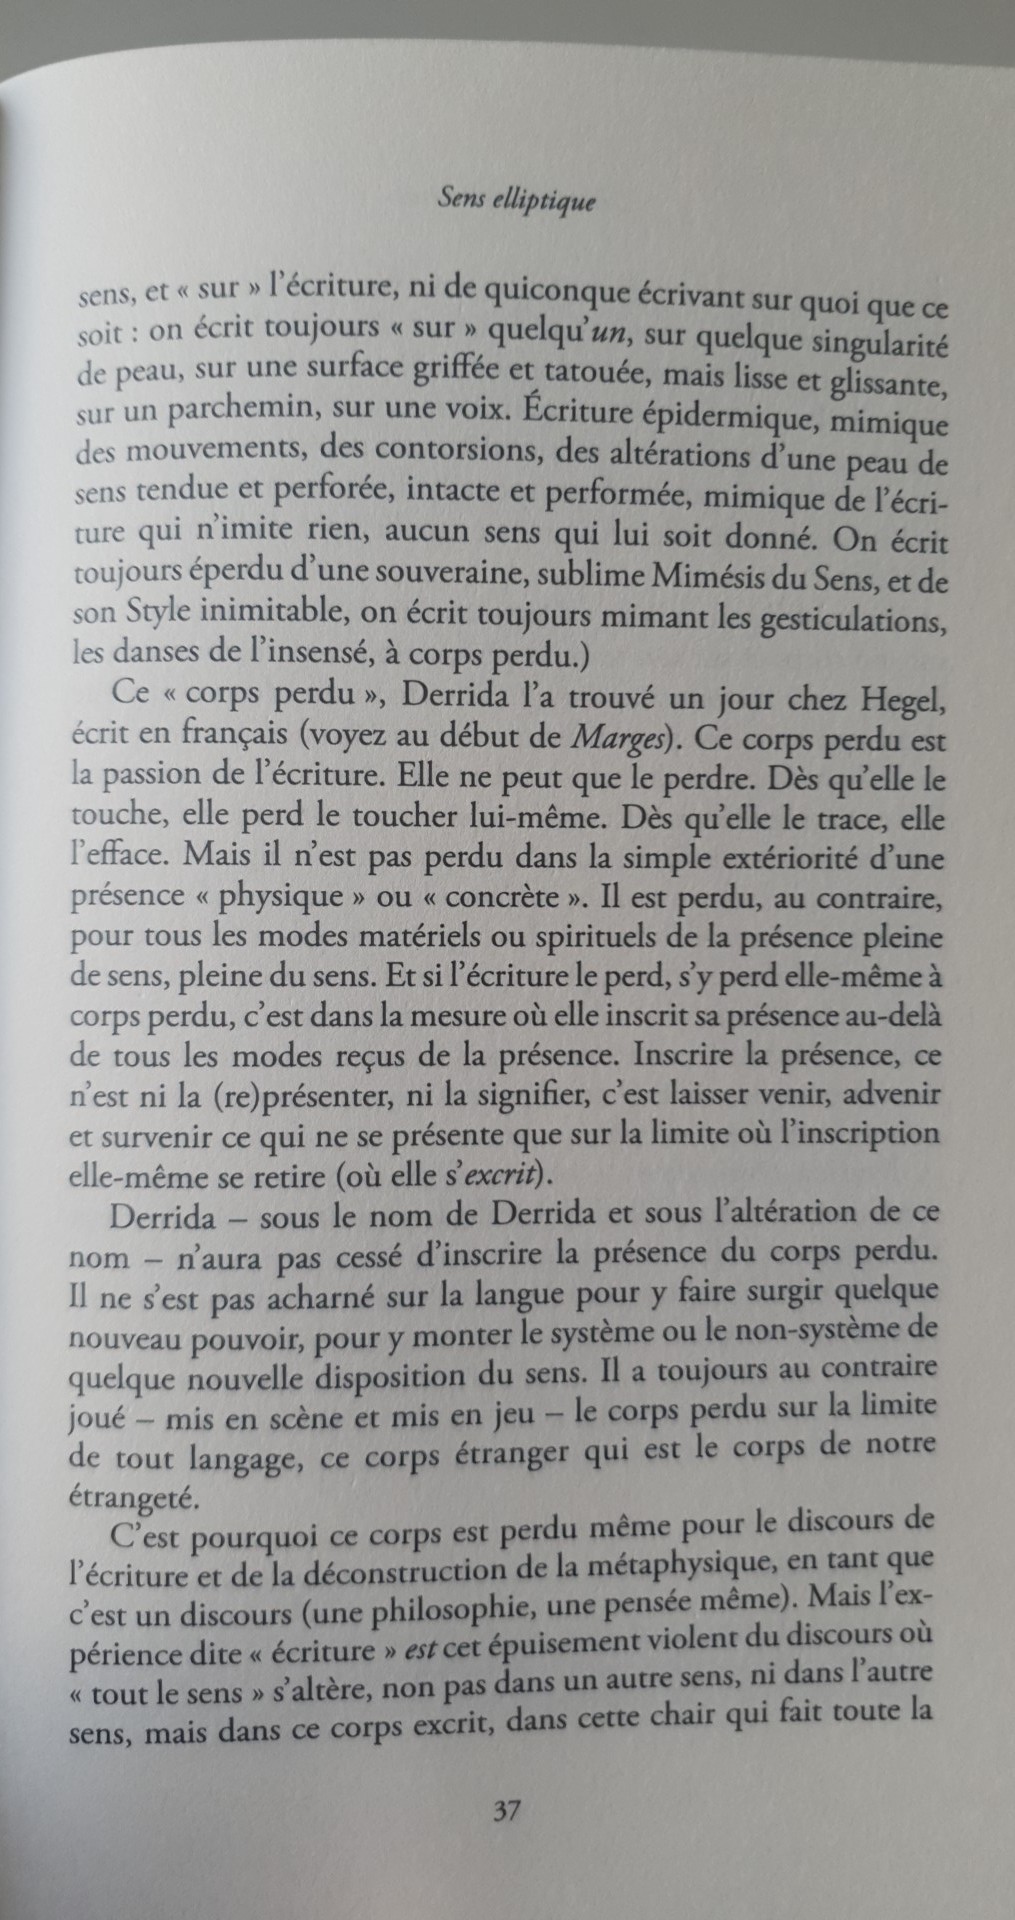 Sens elliptique
sens, et « sur » l'écriture, ni de quiconque écrivant sur quoi que ce
soit : on écrit toujours « sur » quelqu'un, sur quelque singularité
de peau, sur une surface griffée et tatouée, mais lisse et glissante,
sur un parchemin, sur une voix. Écriture épidermique, mimique
des mouvements, des contorsions, des altérations d'une peau de
sens tendue et perforée, intacte et performée, mimique de l'écri-
ture qui n'imite rien, aucun sens qui lui soit donné. On écrit
toujours éperdu d'une souveraine, sublime Mimésis du Sens, et de
son Style inimitable, on écrit toujours mimant les gesticulations,
les danses de l'insensé, à corps perdu.)
Ce « corps perdu », Derrida l'a trouvé un jour chez Hegel,
écrit en français (voyez au début de Marges). Ce corps perdu est
la passion de l'écriture. Elle ne peut que le perdre. Dès qu'elle le
touche, elle perd le toucher lui-même. Dès qu'elle le trace, elle
l'efface. Mais il n'est pas perdu dans la simple extériorité d'une
présence « physique » ou « concrète ». Il est perdu, au contraire,
pour tous les modes matériels ou spirituels de la présence pleine
de sens, pleine du sens. Et si l'écriture le perd, s'y perd elle-même à
corps perdu, c'est dans la mesure où elle inscrit sa présence au-delà
de tous les modes reçus de la présence. Inscrire la présence, ce
n'est ni la (re)présenter, ni la signifier, c'est laisser venir, advenir
et survenir ce qui ne se présente que sur la limite où l'inscription
elle-même se retire (où elle s'excrit).
Derrida – sous le nom de Derrida et sous l'altération de ce
nom – n'aura pas cessé d'inscrire la présence du corps perdu.
Il ne s'est pas acharné sur la langue pour y faire surgir quelque
nouveau pouvoir, pour y monter le système ou le non-système de
quelque nouvelle disposition du sens. Il a toujours au contraire
joué – mis en scène et mis en jeu – le corps perdu sur la limite
de tout langage, ce corps étranger qui est le corps de notre
étrangeté.
C'est pourquoi ce corps est perdu même pour le discours de
l'écriture et de la déconstruction de la métaphysique, en tant que
c'est un discours (une philosophie, une pensée même). Mais l'ex-
périence dite « écriture » est cet épuisement violent du discours où
« tout le sens » s'altère, non pas dans un autre sens, ni dans l'autre
sens, mais dans ce corps excrit, dans cette chair qui fait toute la
37